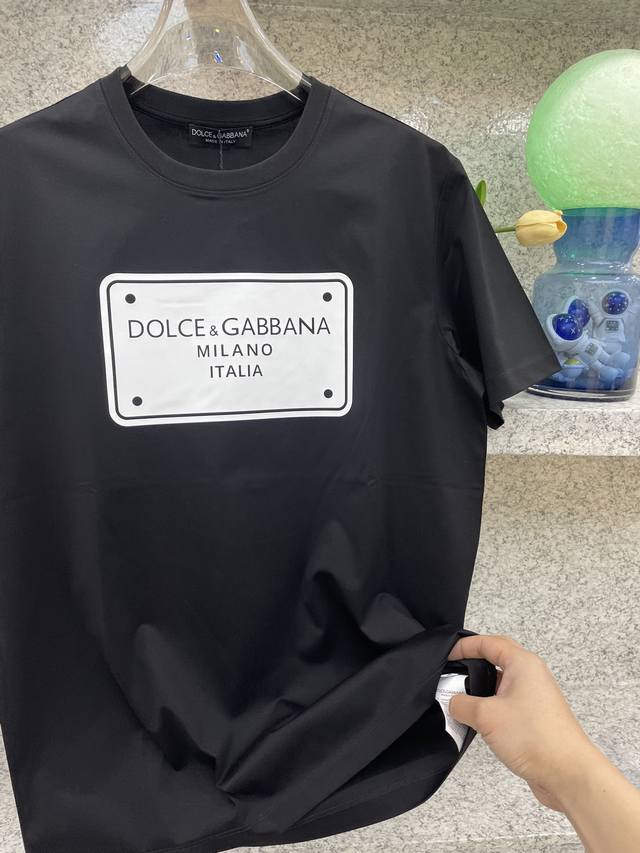 DOLCE & GABBANA
MADE IN ITALY
DOLCE & GABBANA
MILANO
ITALIA